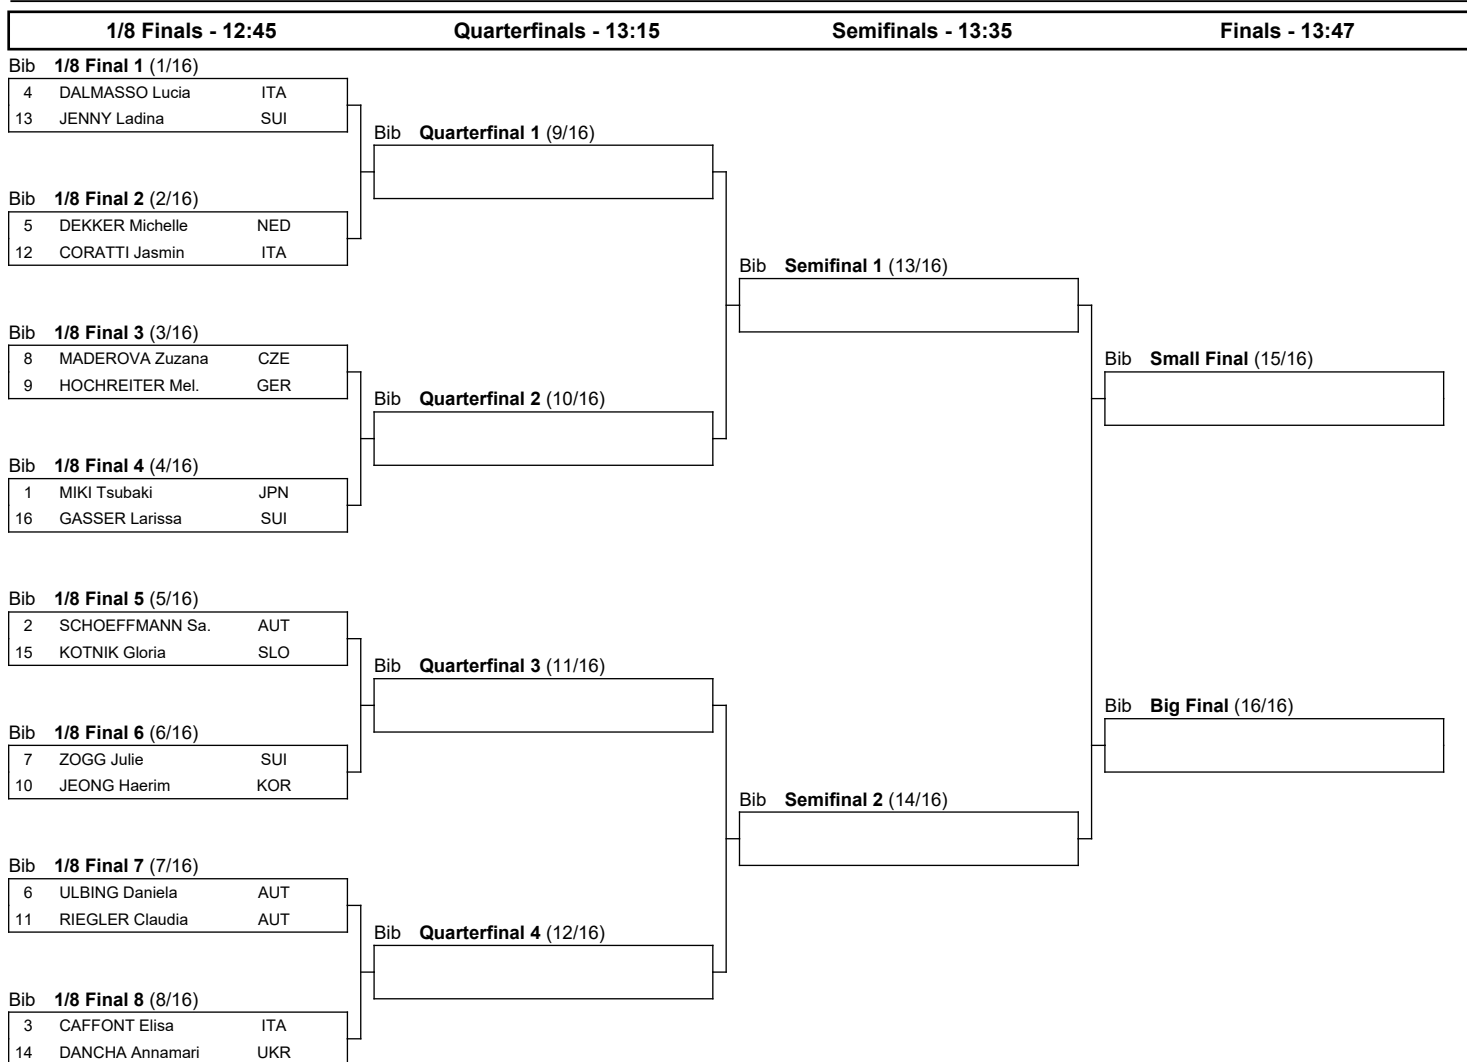 1/8 Finals - 12:45 Quarterfinals - 13:15 Semifinals - 13:35 Finals - 13:47
Bib 1/8 Final 1 (1/16)
4 DALMASSO Lucia ITA
13 JENNY Ladina SUI
Bib Quarterfinal 1 (9/16)
Bib 1/8 Final 2 (2/16)
5 DEKKER Michelle NED
12 CORATTI Jasmin ITA
Bib Semifinal 1 (13/16)
Bib 1/8 Final 3 (3/16)
8 MADEROVA Zuzana CZE
Bib Small Final (15/16)
9 HOCHREITER Mel. GER
Bib Quarterfinal 2 (10/16)
Bib 1/8 Final 4 (4/16)
1 MIKI Tsubaki JPN
16 GASSER Larissa SUI
Bib 1/8 Final 5 (5/16)
2 SCHOEFFMANN Sa. AUT
15 KOTNIK Gloria SLO
Bib Quarterfinal 3 (11/16)
Bib Big Final (16/16)
Bib 1/8 Final 6 (6/16)
7 ZOGG Julie SUI
10 JEONG Haerim KOR
Bib Semifinal 2 (14/16)
Bib 1/8 Final 7 (7/16)
6 ULBING Daniela AUT
11 RIEGLER Claudia AUT
Bib Quarterfinal 4 (12/16)
Bib 1/8 Final 8 (8/16)
3 CAFFONT Elisa ITA
14 DANCHA Annamari UKR